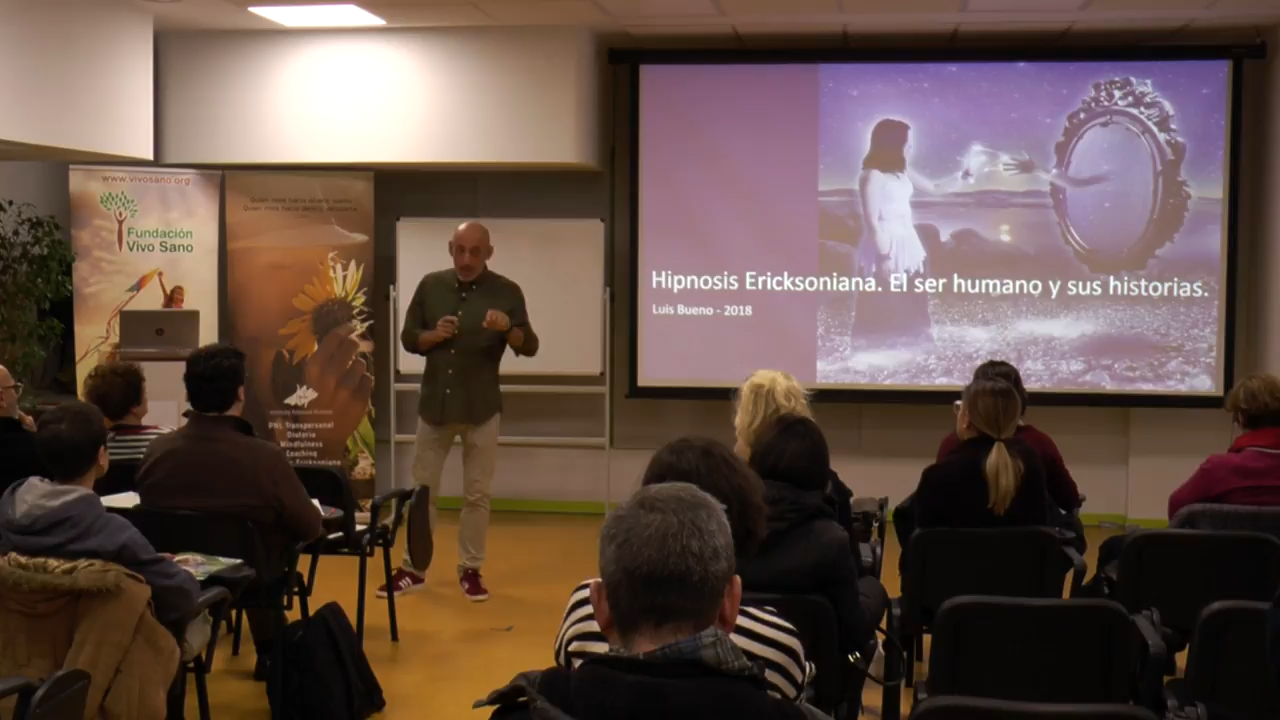 www.vivosano.org
Fundación
Vivo Sano
PNL Transpersonal
Oratoria
Mindfulness
Coaching
Hipnosis Ericksoniana. El ser humano y sus historias.
Luis Bueno - 2018